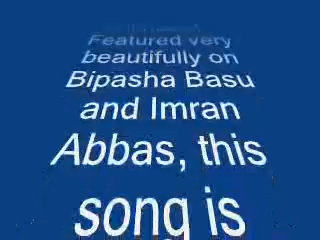 Featured very
beautifully on
Bipasha Basu
and Imran
Abbas, this
song is